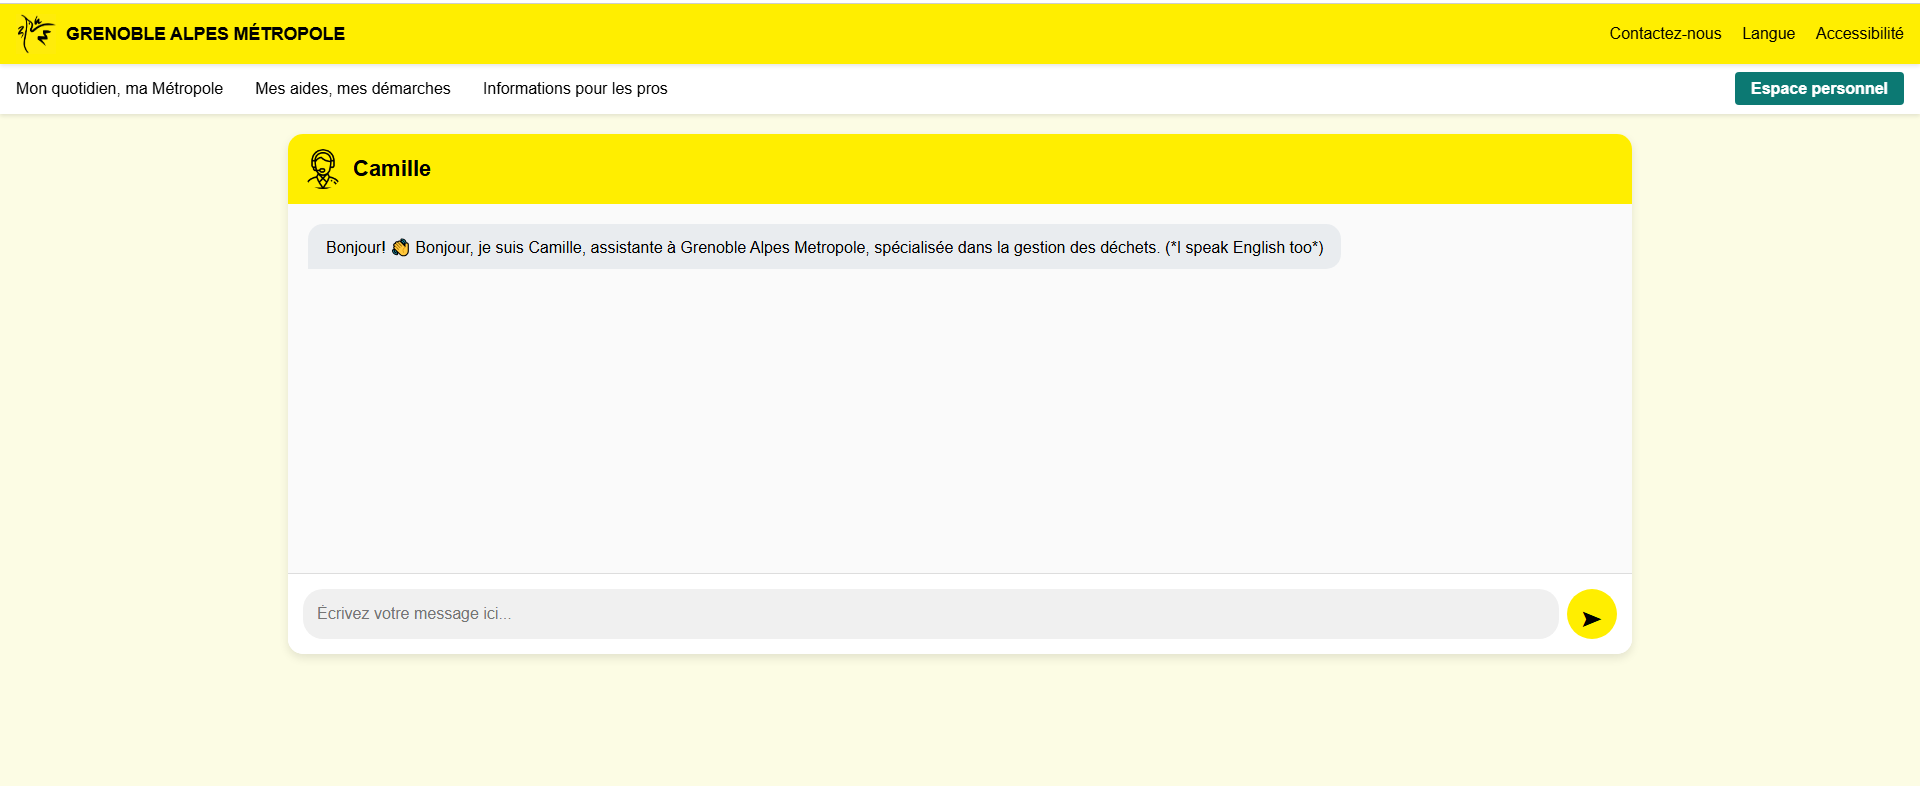 GRENOBLE ALPES MÉTROPOLE
Contactez-nous Langue Accessibilité
Mon quotidien, ma Métropole Mes aides, mes démarches Informations pour les pros
Espace personnel
Camille
Bonjour! 👏 Bonjour, je suis Camille, assistante à Grenoble Alpes Metropole, spécialisée dans la gestion des déchets. (*I speak English too*)
Écrivez votre message ici...